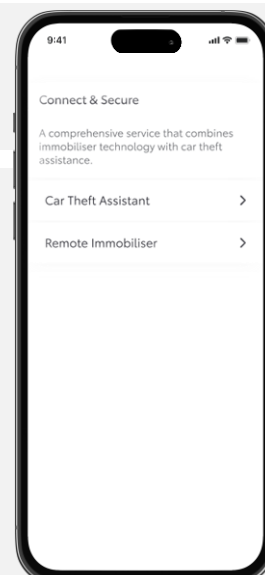 9:41
Connect & Secure
A comprehensive service that combines
immobiliser technology with car theft
assistance.
Car Theft Assistant
Remote Immobiliser